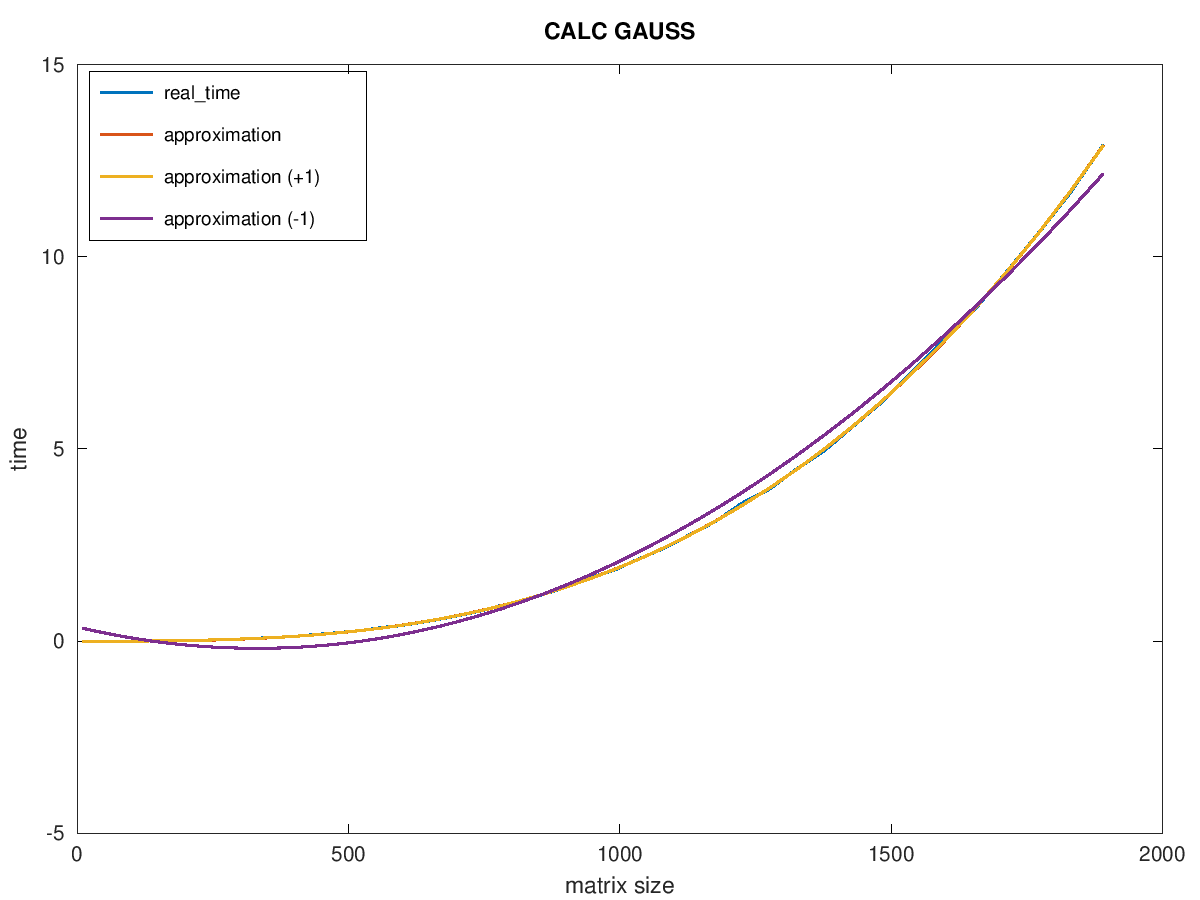 CALC GAUSS
real_time
approximation
approximation (+1)
approximation (-1)
15
10
5
0
-5
time
0 500 1000 1500 2000
matrix size